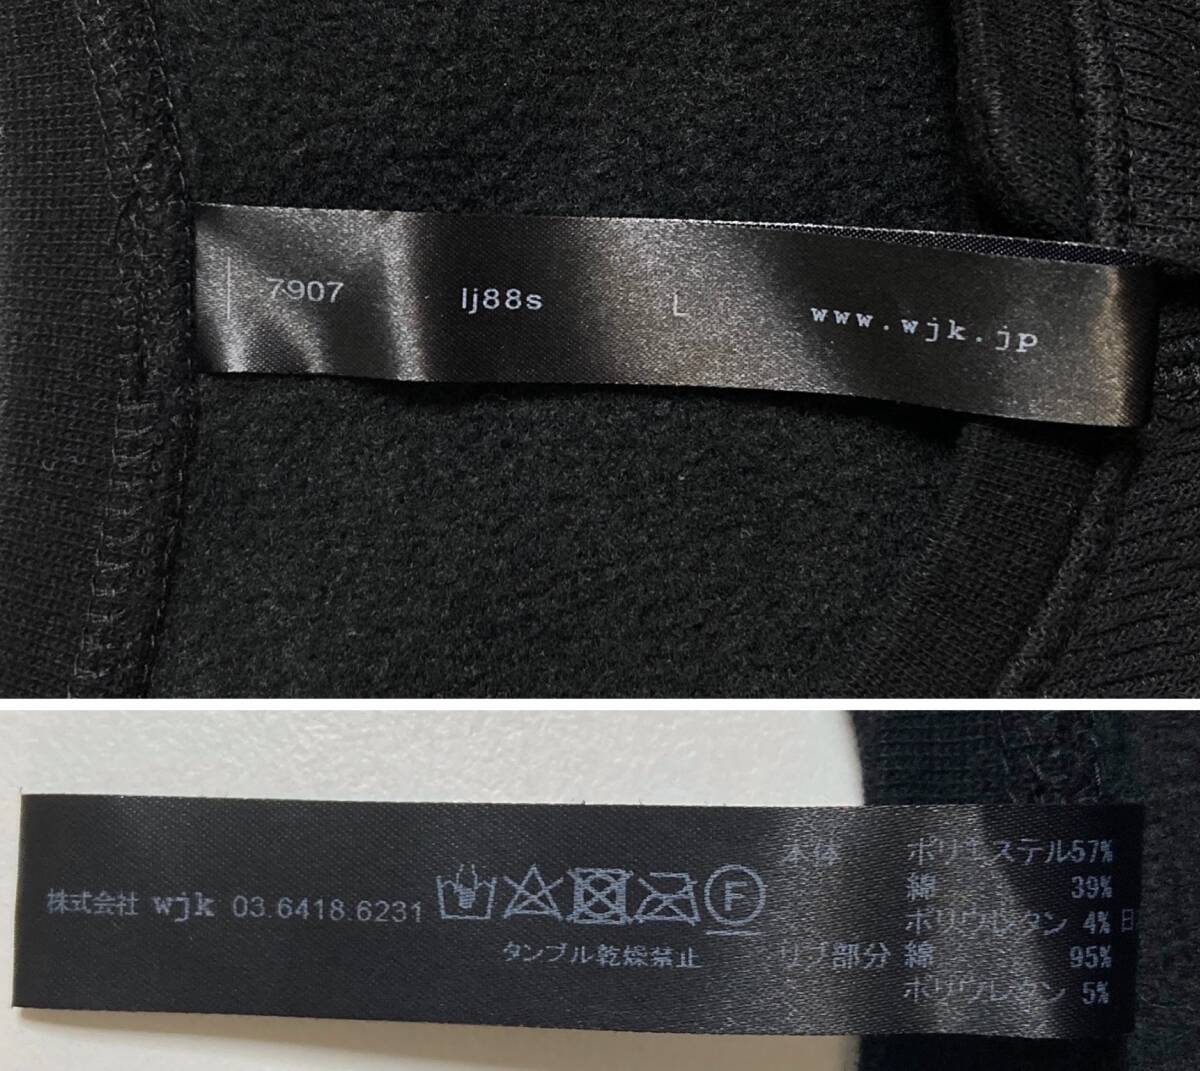 7907 lj88s L www.wjk.jp
株式会社 wjk 03.6418.6231
F
タンブル乾燥禁止
本体 ポリエステル57%
綿 39%
ポリウレタン 4% 日
リブ部分 綿 95%
ポリウレタン 5%